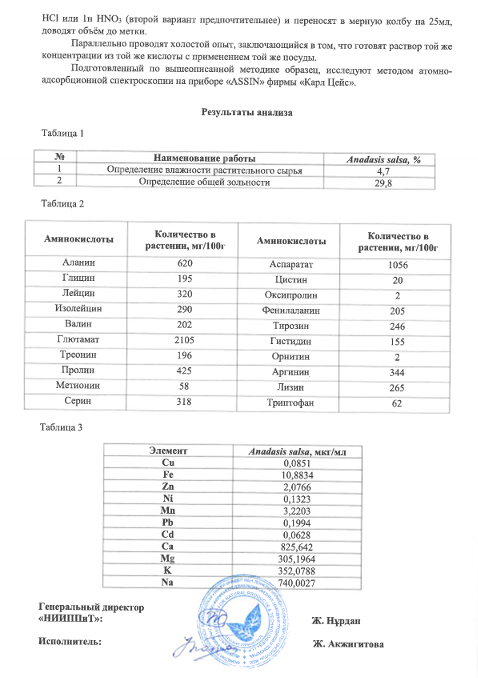 HCl или 1н HNO₃ (второй вариант предпочтительнее) и переносят в мерную колбу на 25мл,
доводят объём до метки.
Параллельно проводят холостой опыт, заключающийся в том, что готовят раствор той же
концентрации из той же кислоты с применением той же посуды.
Подготовленный по вышеописанной методике образец, исследуют методом атомно-
адсорбционной спектроскопии на приборе «ASSIN» фирмы «Карл Цейс».
Результаты анализа
Таблица 1
№ Наименование работы Anadasis salsa, %
1 Определение влажности растительного сырья 4,7
2 Определение общей зольности 29,8
Таблица 2
Аминокислоты Количество в растении, мг/100г Аминокислоты Количество в растении, мг/100г
Аланин 620 Аспаратат 1056
Глицин 195 Цистин 20
Лейцин 320 Оксипролин 2
Изолейцин 290 Фенилаланин 205
Валин 202 Тирозин 246
Глютамат 2105 Гистидин 155
Треонин 196 Орнитин 2
Пролин 425 Аргинин 344
Метионин 58 Лизин 265
Серин 318 Триптофан 62
Таблица 3
Элемент Anadasis salsa, мкг/мл
Cu 0,0851
Fe 10,8834
Zn 2,0766
Ni 0,1323
Mn 3,2203
Pb 0,1994
Cd 0,0628
Ca 825,642
Mg 305,1964
K 352,0788
Na 740,0027
Генеральный директор
«НИИППиТ»: Ж. Нұрдан
Исполнитель: Ж. Акжигитова